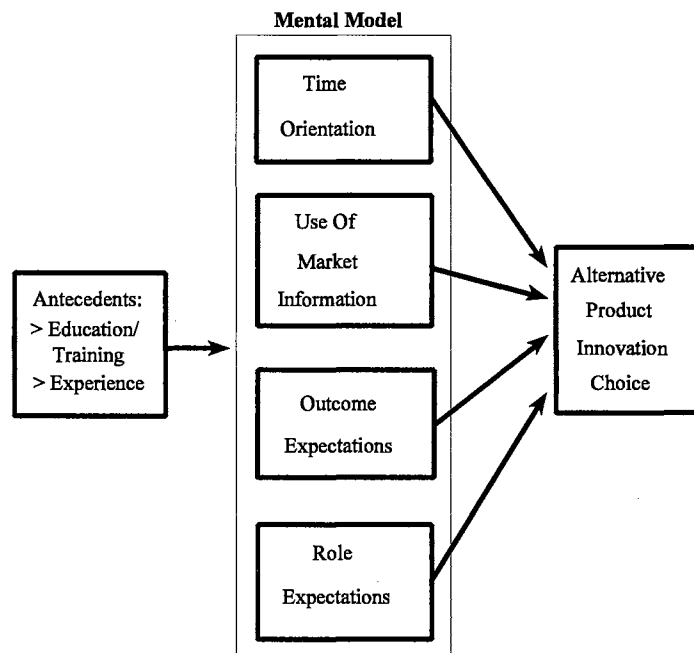 Mental Model
Time
Orientation
Use Of
Market
Information
Antecedents:
> Education/
Training
> Experience
Outcome
Expectations
Role
Expectations
Alternative
Product
Innovation
Choice